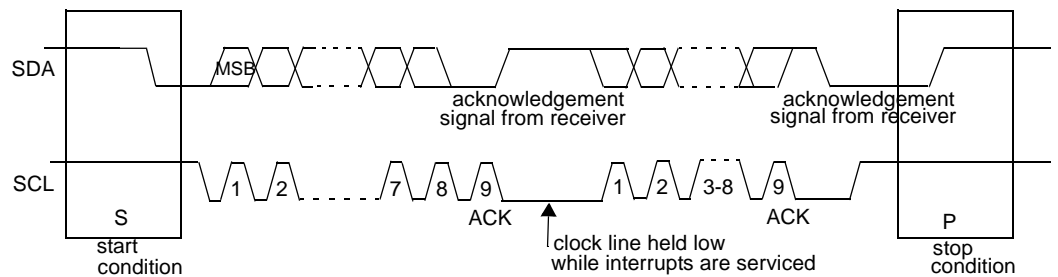 SDA
MSB
acknowledgement
signal from receiver
acknowledgement
signal from receiver
SCL
1
2
7
8
9
1
2
3-8
9
ACK
ACK
S
P
start
condition
clock line held low
while interrupts are serviced
stop
condition